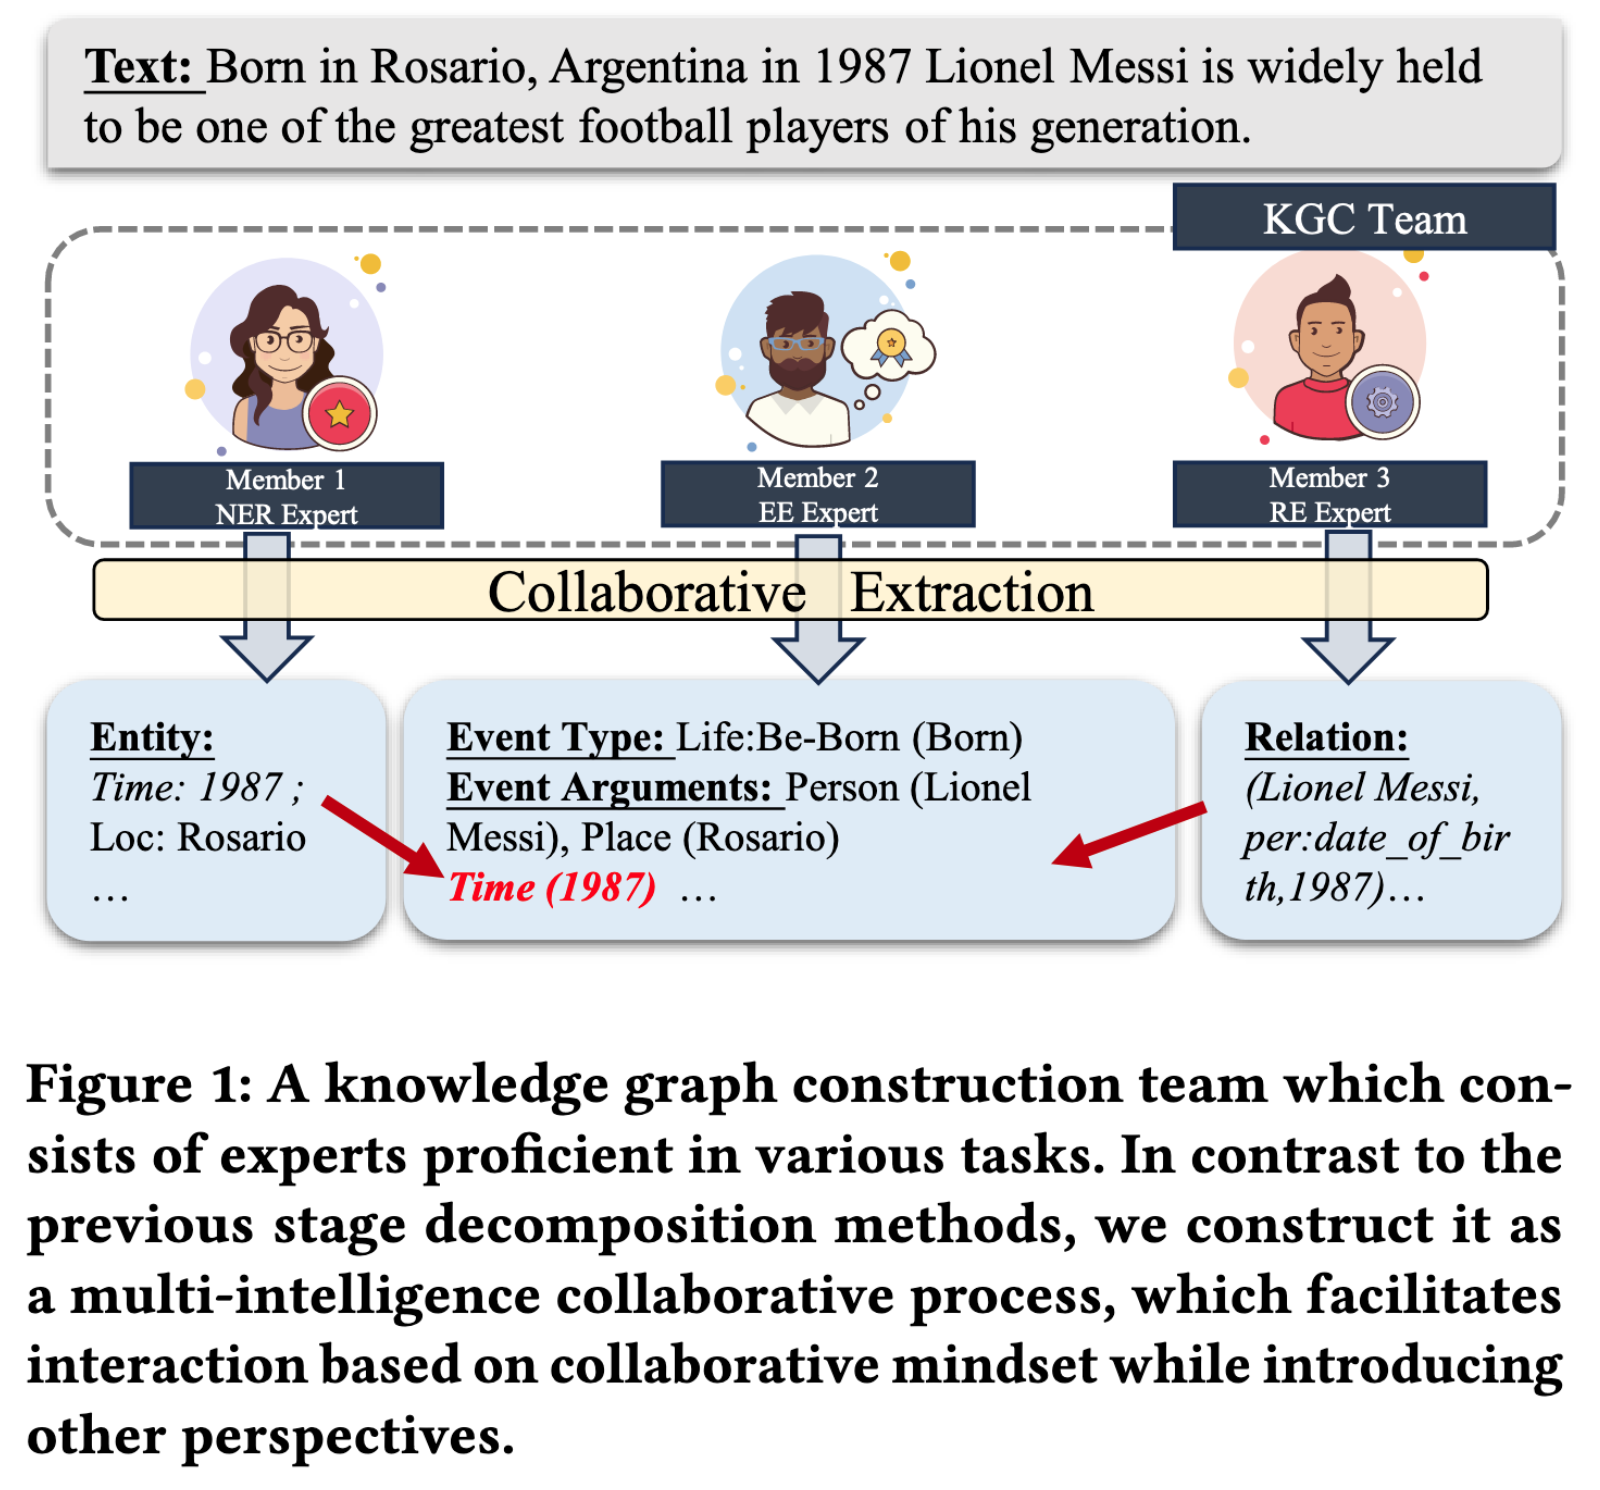 Text: Born in Rosario, Argentina in 1987 Lionel Messi is widely held
to be one of the greatest football players of his generation.
KGC Team
Member 1
NER Expert
Member 2
EE Expert
Member 3
RE Expert
Collaborative Extraction
Entity:
Time: 1987 ;
Loc: Rosario
…
Event Type: Life:Be-Born (Born)
Event Arguments: Person (Lionel
Messi), Place (Rosario)
Time (1987) …
Relation:
(Lionel Messi,
per:date_of_bir
th,1987)…
Figure 1: A knowledge graph construction team which con-
sists of experts proficient in various tasks. In contrast to the
previous stage decomposition methods, we construct it as
a multi-intelligence collaborative process, which facilitates
interaction based on collaborative mindset while introducing
other perspectives.